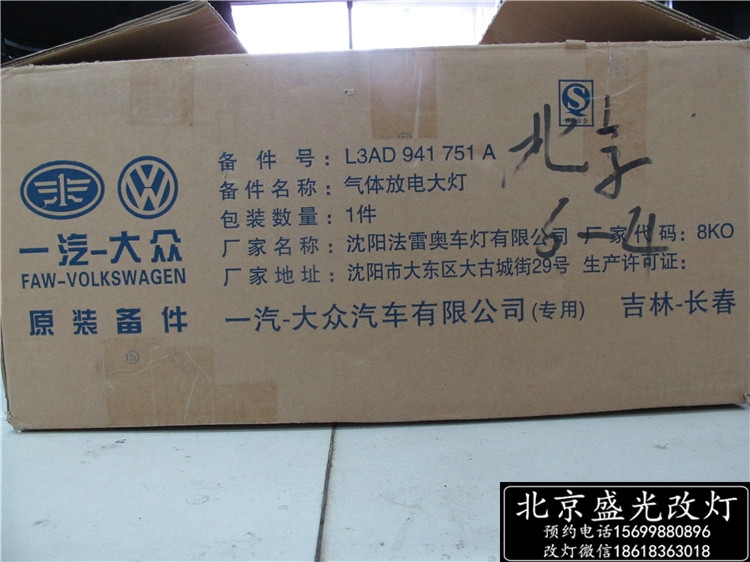 备件号：L3AD 941 751 A
备件名称：气体放电大灯
包装数量：1件
厂家名称：沈阳法雷奥车灯有限公司 厂家代码：8KO
厂家地址：沈阳市大东区大古城街29号 生产许可证：
一汽-大众
FAW-VOLKSWAGEN
原装备件
一汽-大众汽车有限公司(专用) 吉林-长春
北京
北京盛光改灯
预约电话15699880896
改灯微信18618363018